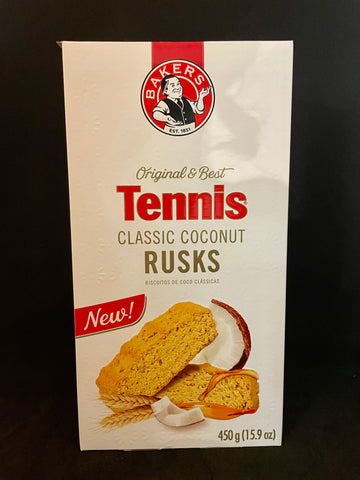 BAKERS
EST. 1851
Original & Best
Tennis
CLASSIC COCONUT
RUSKS
BISCOITOS DE COCO CLÁSSICAS
New!
450 g (15.9 oz)